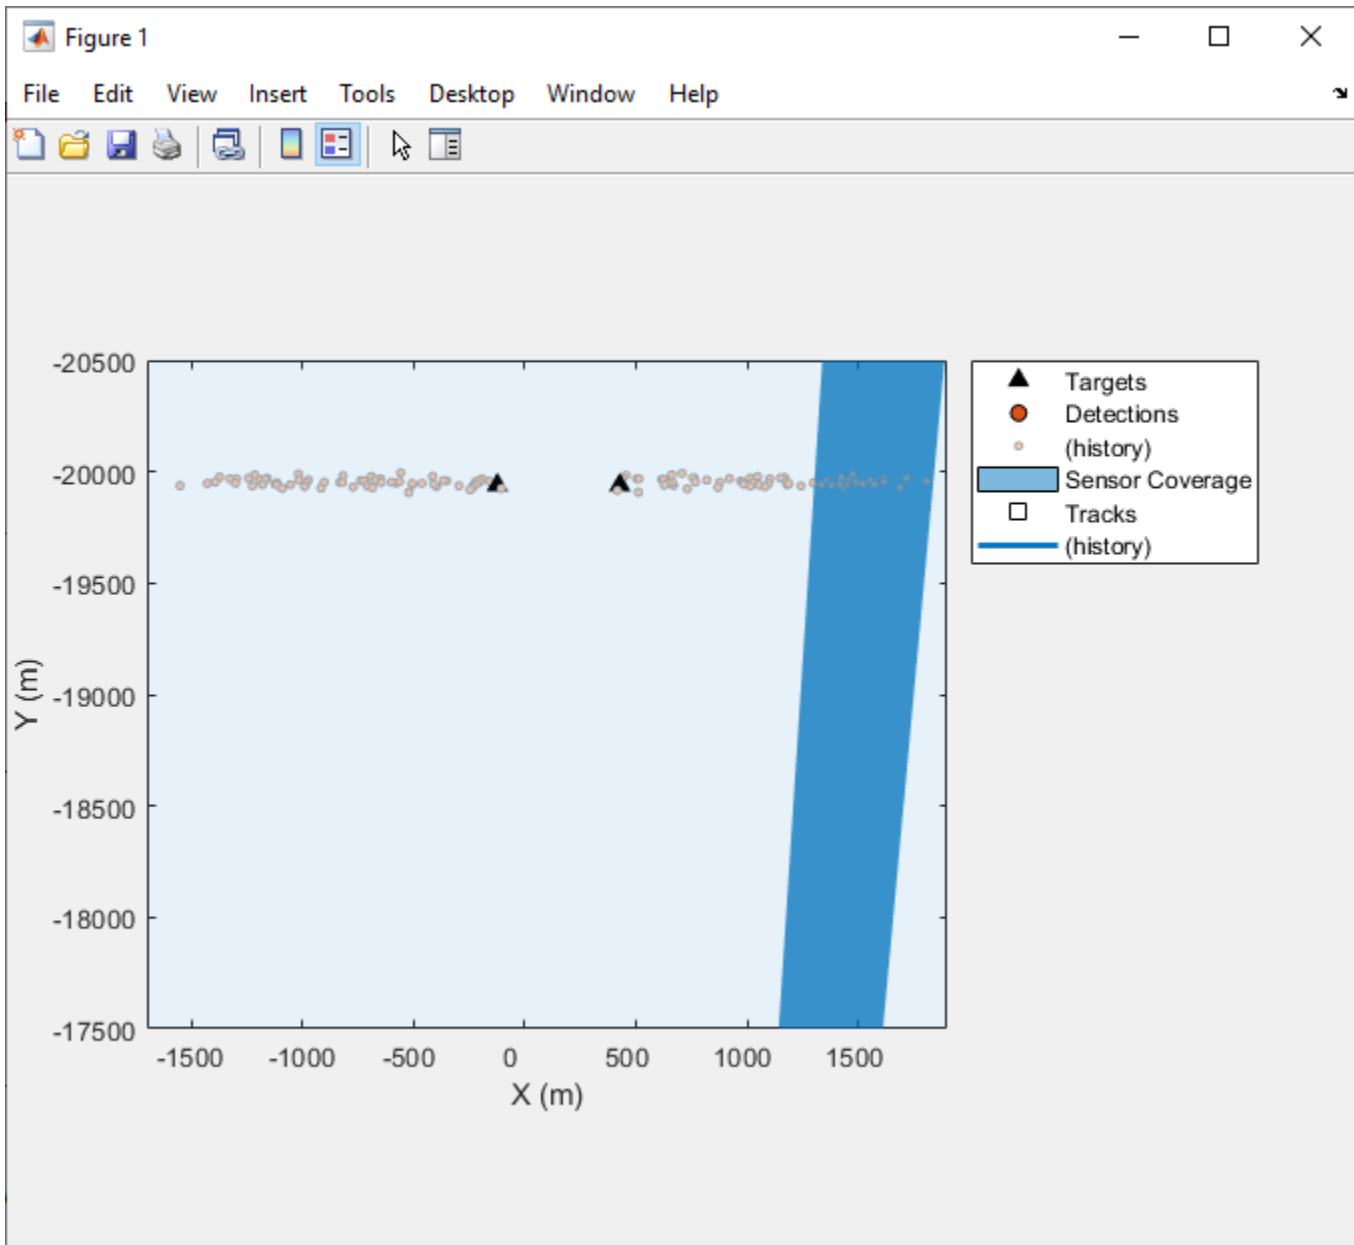 Figure 1
File Edit View Insert Tools Desktop Window Help
-20500
-20000
-19500
-19000
-18500
-18000
-17500
Y (m)
-1500 -1000 -500 0 500 1000 1500
X (m)
Targets
Detections
(history)
Sensor Coverage
Tracks
(history)